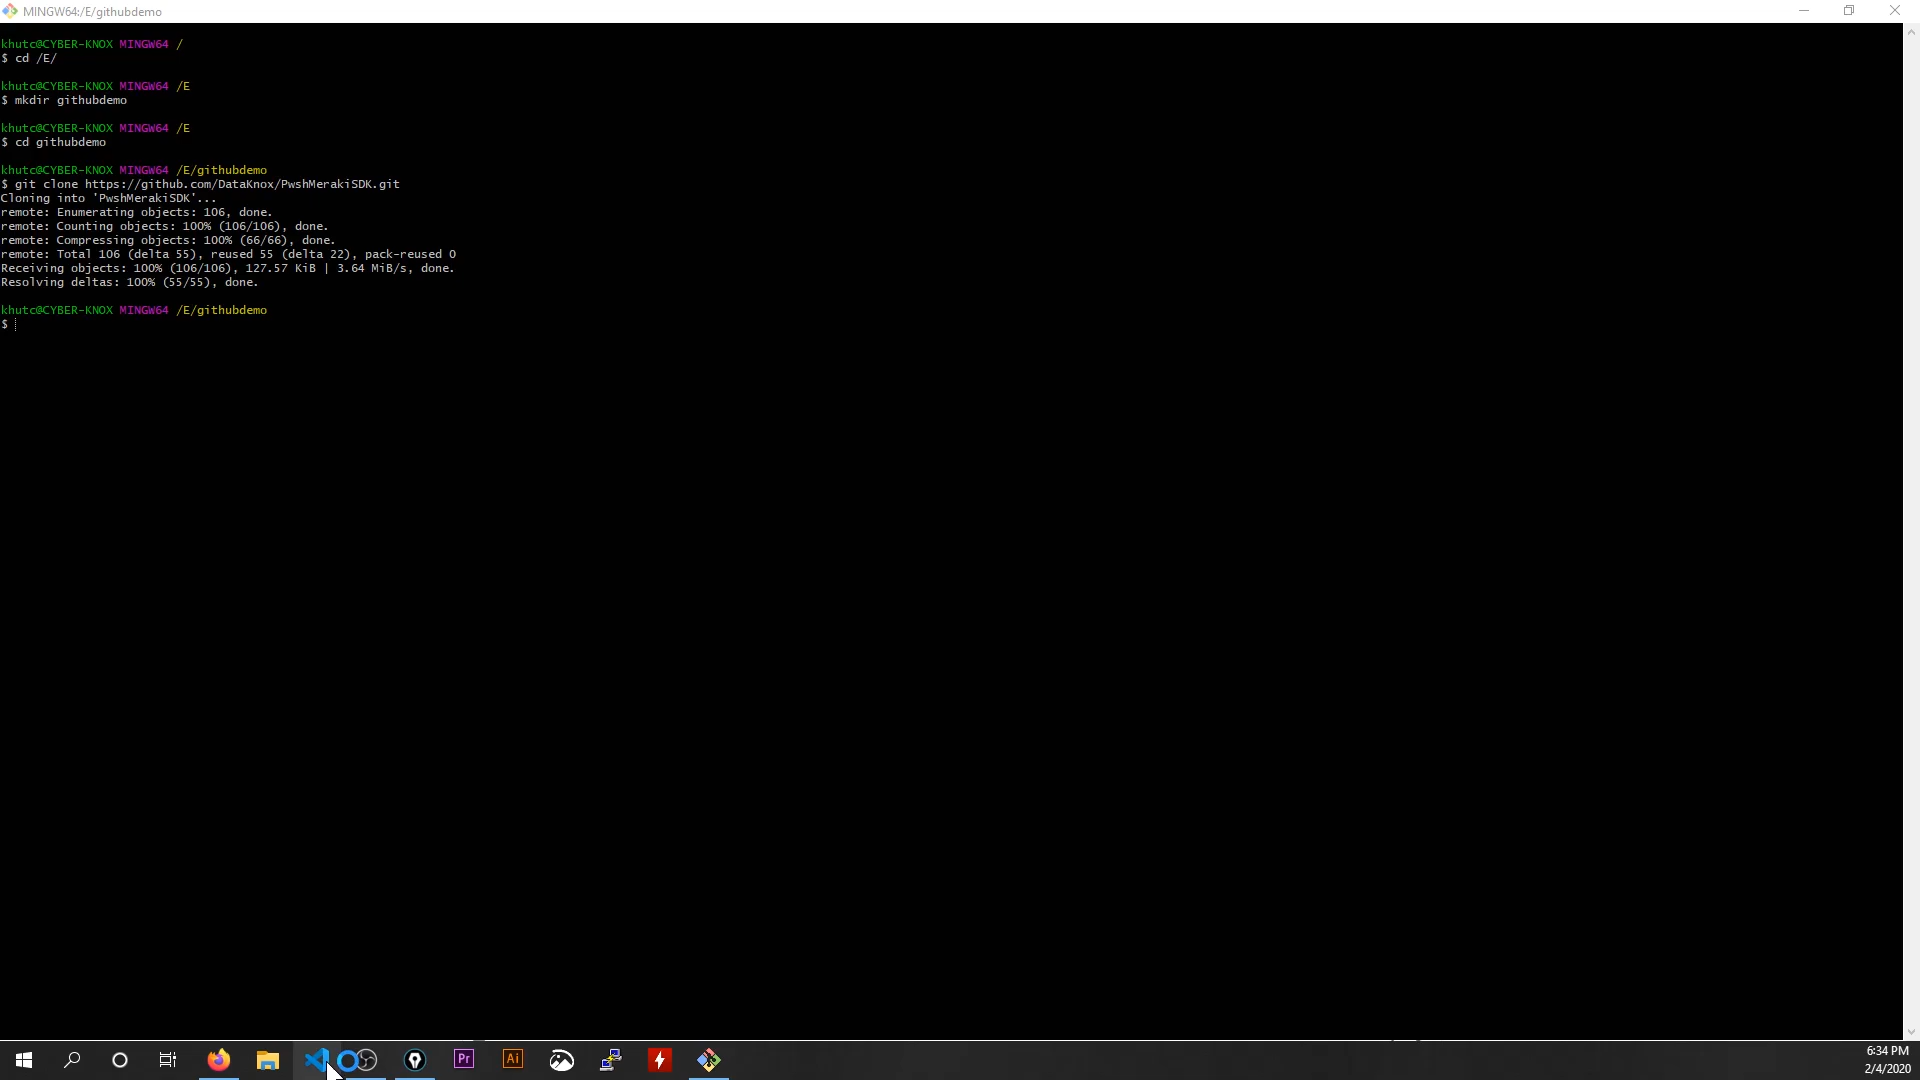 MINGW64:/E/githubdemo
khutc@CYBER-KNOX MINGW64 /
$ cd /E/
khutc@CYBER-KNOX MINGW64 /E
$ mkdir githubdemo
khutc@CYBER-KNOX MINGW64 /E
$ cd githubdemo
khutc@CYBER-KNOX MINGW64 /E/githubdemo
$ git clone https://github.com/DataKnox/PwshMerakiSDK.git
Cloning into 'PwshMerakiSDK'...
remote: Enumerating objects: 106, done.
remote: Counting objects: 100% (106/106), done.
remote: Compressing objects: 100% (66/66), done.
remote: Total 106 (delta 55), reused 55 (delta 22), pack-reused 0
Receiving objects: 100% (106/106), 127.57 KiB | 3.64 MiB/s, done.
Resolving deltas: 100% (55/55), done.
khutc@CYBER-KNOX MINGW64 /E/githubdemo
$
Pr
Ai
6:34 PM
2/4/2020